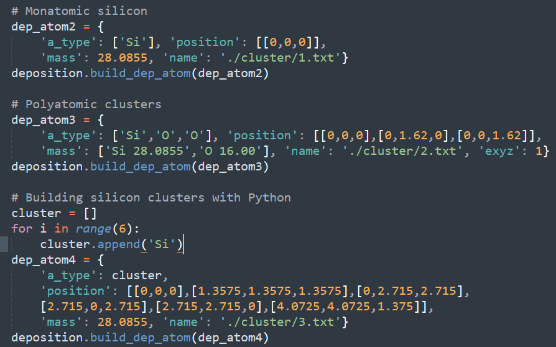 # Monatomic silicon
dep_atom2 = {
    'a_type': ['Si'], 'position': [[0,0,0]],
    'mass': 28.0855, 'name': './cluster/1.txt'}
deposition.build_dep_atom(dep_atom2)

# Polyatomic clusters
dep_atom3 = {
    'a_type': ['Si','O','O'], 'position': [[0,0,0],[0,1.62,0],[0,0,1.62]],
    'mass': ['Si 28.0855','O 16.00'], 'name': './cluster/2.txt', 'exyz': 1}
deposition.build_dep_atom(dep_atom3)

# Building silicon clusters with Python
cluster = []
for i in range(6):
    cluster.append('Si')
dep_atom4 = {
    'a_type': cluster,
    'position': [[0,0,0],[1.3575,1.3575,1.3575],[0,2.715,2.715],
    [2.715,0,2.715],[2.715,2.715,0],[4.0725,4.0725,1.375]],
    'mass': 28.0855, 'name': './cluster/3.txt'}
deposition.build_dep_atom(dep_atom4)